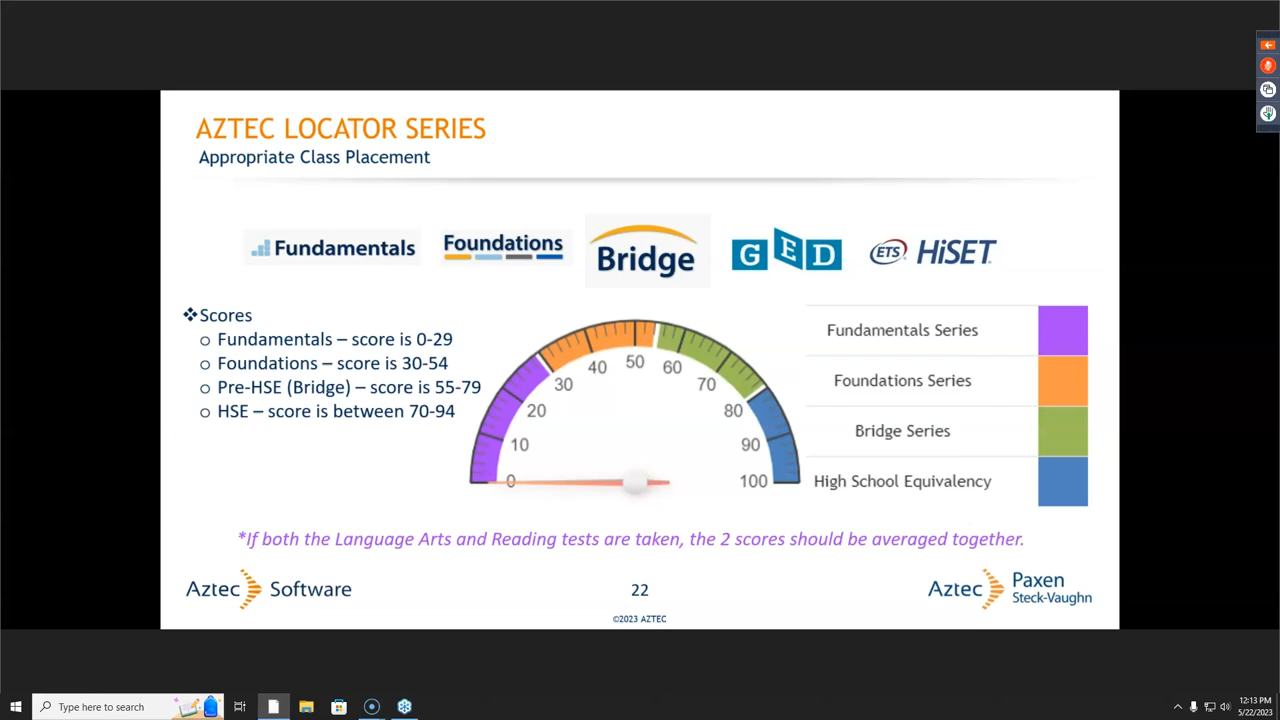 AZTEC LOCATOR SERIES
Appropriate Class Placement
Fundamentals
Foundations
Bridge
GED
ETS HiSET
❖Scores
o Fundamentals – score is 0-29
o Foundations – score is 30-54
o Pre-HSE (Bridge) – score is 55-79
o HSE – score is between 70-94
0
10
20
30
40
50
60
70
80
90
100
Fundamentals Series
Foundations Series
Bridge Series
High School Equivalency
*If both the Language Arts and Reading tests are taken, the 2 scores should be averaged together.
Aztec Software
22
Aztec Paxen
Steck-Vaughn
©2023 AZTEC
Type here to search
12:13 PM
5/22/2023